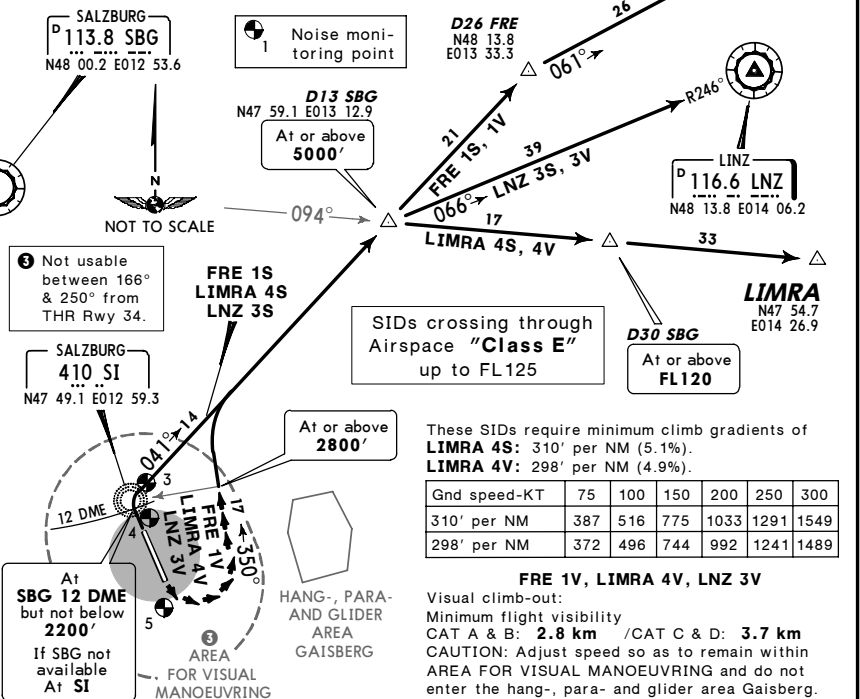 SALZBURG
D 113.8 SBG
N48 00.2 E012 53.6
1 Noise moni-
toring point
D26 FRE
N48 13.8
E013 33.3
26
061°
D13 SBG
N47 59.1 E013 12.9
At or above
5000'
21
FRE 1S, 1V
39
066° LNZ 3S, 3V
R246°
LINZ
D 116.6 LNZ
N48 13.8 E014 06.2
N
NOT TO SCALE
094°
17
LIMRA 4S, 4V
33
LIMRA
N47 54.7
E014 26.9
3 Not usable
between 166°
& 250° from
THR Rwy 34.
FRE 1S
LIMRA 4S
LNZ 3S
SIDs crossing through
Airspace "Class E"
up to FL125
D30 SBG
At or above
FL120
SALZBURG
410 SI
N47 49.1 E012 59.3
041° 14
At or above
2800'
3
12 DME
4
FRE 1V
LIMRA 4V
LNZ 3V
17 350°
5
At
SBG 12 DME
but not below
2200'
If SBG not
available
At SI
3
AREA
FOR VISUAL
MANOEUVRING
HANG-, PARA-
AND GLIDER
AREA
GAISBERG
These SIDs require minimum climb gradients of
LIMRA 4S: 310' per NM (5.1%).
LIMRA 4V: 298' per NM (4.9%).
Gnd speed-KT 75 100 150 200 250 300
310' per NM 387 516 775 1033 1291 1549
298' per NM 372 496 744 992 1241 1489
FRE 1V, LIMRA 4V, LNZ 3V
Visual climb-out:
Minimum flight visibility
CAT A & B: 2.8 km /CAT C & D: 3.7 km
CAUTION: Adjust speed so as to remain within
AREA FOR VISUAL MANOEUVRING and do not
enter the hang-, para- and glider area Gaisberg.